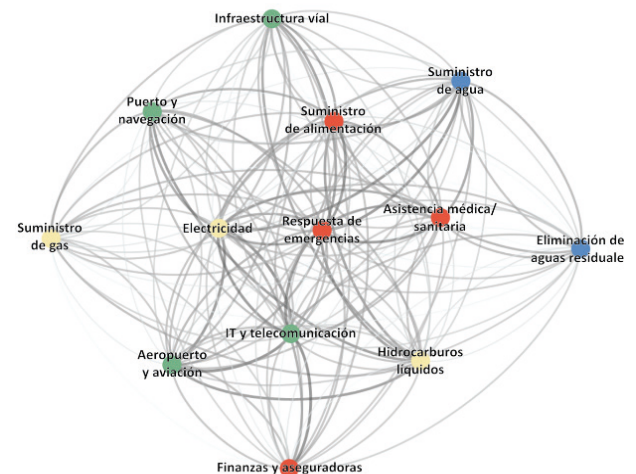 Infraestructura víal
Suministro
de agua
Puerto y
navegación
Suministro
de alimentación
Asistencia médica/
sanitaria
Suministro
de gas
Electricidad
Respuesta de
emergencias
Eliminación de
aguas residuale
IT y telecomunicación
Aeropuerto
y aviación
Hidrocarburos
líquidos
Finanzas y aseguradoras